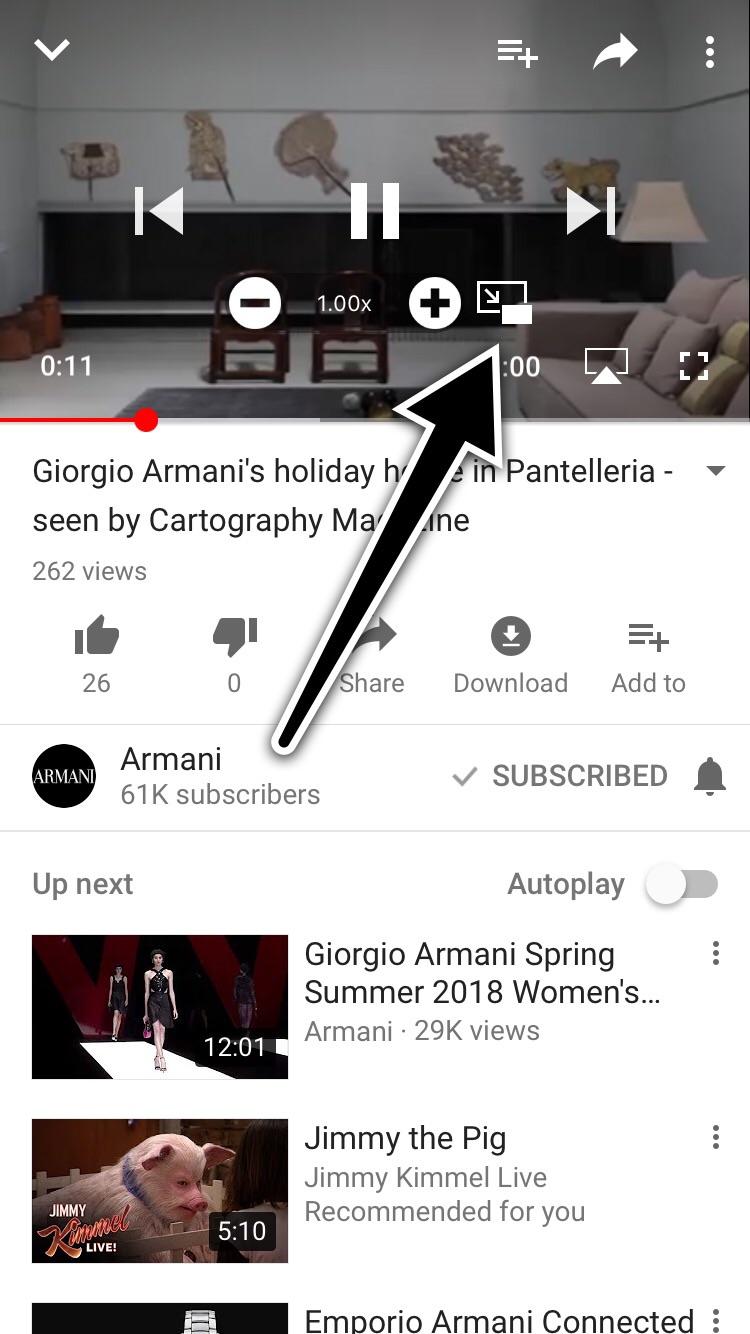 1.00x
0:11
:00
Giorgio Armani's holiday h e in Pantelleria -
seen by Cartography Ma ine
262 views
26
0
Share
Download
Add to
ARMANI
Armani
61K subscribers
SUBSCRIBED
Up next
Autoplay
Giorgio Armani Spring
Summer 2018 Women's...
Armani · 29K views
12:01
Jimmy the Pig
Jimmy Kimmel Live
Recommended for you
JIMMY
Kimmel
LIVE!
5:10
Emporio Armani Connected